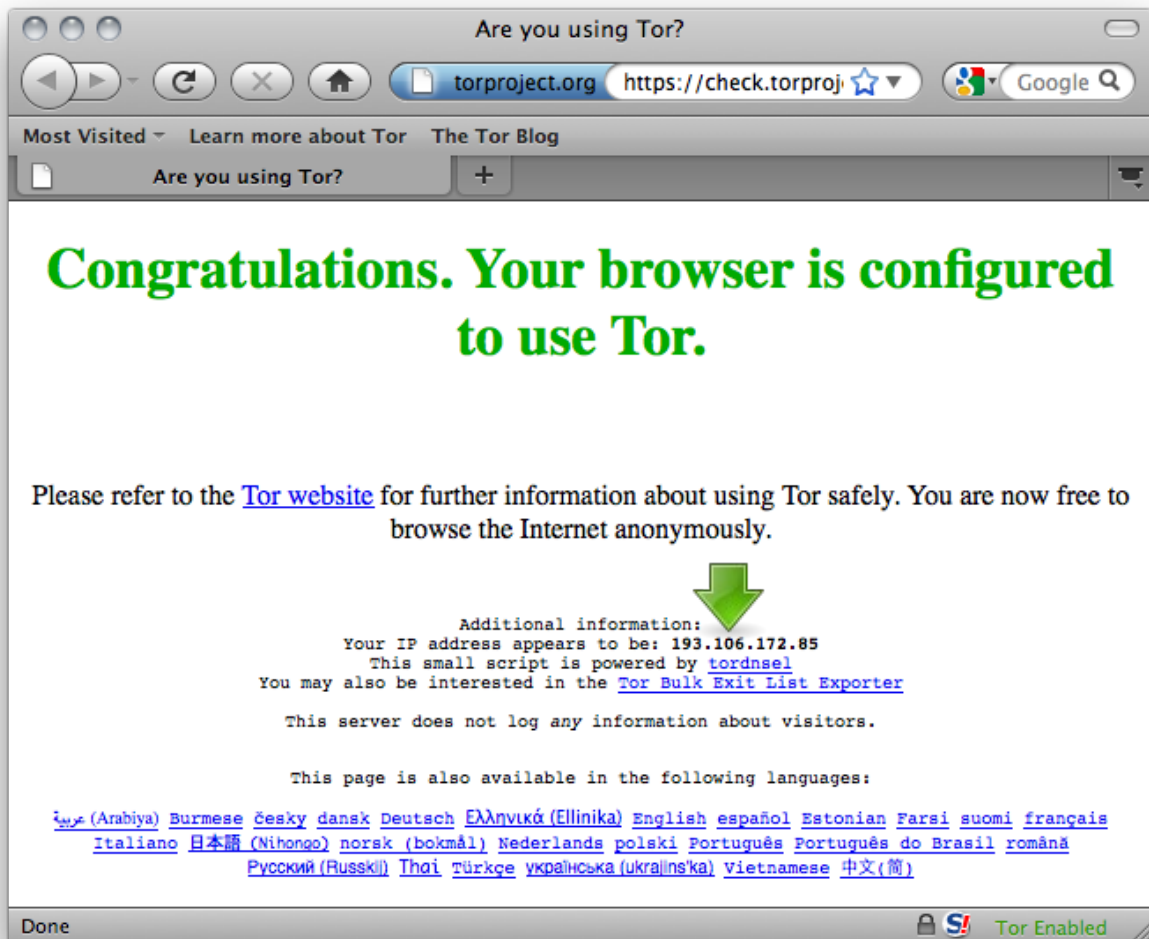 Are you using Tor?
torproject.org https://check.torproj Google
Most Visited Learn more about Tor The Tor Blog
Are you using Tor? +
Congratulations. Your browser is configured
to use Tor.
Please refer to the Tor website for further information about using Tor safely. You are now free to
browse the Internet anonymously.
Additional information:
Your IP address appears to be: 193.106.172.85
This small script is powered by tordnsel
You may also be interested in the Tor Bulk Exit List Exporter
This server does not log any information about visitors.
This page is also available in the following languages:
عربية (Arabiya) Burmese česky dansk Deutsch Ελληνικά (Ellinika) English español Estonian Farsi suomi français
Italiano 日本語 (Nihongo) norsk (bokmål) Nederlands polski Português Português do Brasil română
Русский (Russkij) Thai Türkçe українська (ukrajins'ka) Vietnamese 中文(简)
Done S! Tor Enabled